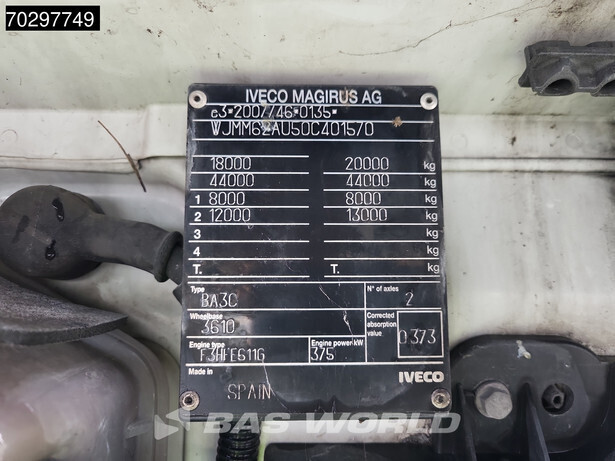 70297749
IVECO MAGIRUS AG
e3*2007/46*0135*
WJMM62AU50C401570
18000 20000 kg
44000 44000 kg
1 8000 8000 kg
2 12000 13000 kg
3 kg
4 kg
T. T. kg
Type BA3C N° of axles 2
Wheelbase 3610 Corrected absorption value 0.373
Engine type F3HFE611G Engine power kW 375
Made in SPAIN IVECO
BAS WORLD